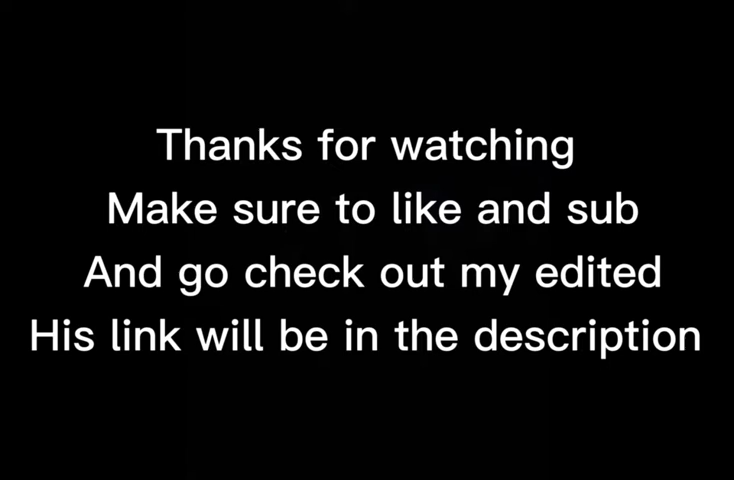 Thanks for watching
Make sure to like and sub
And go check out my edited
His link will be in the description